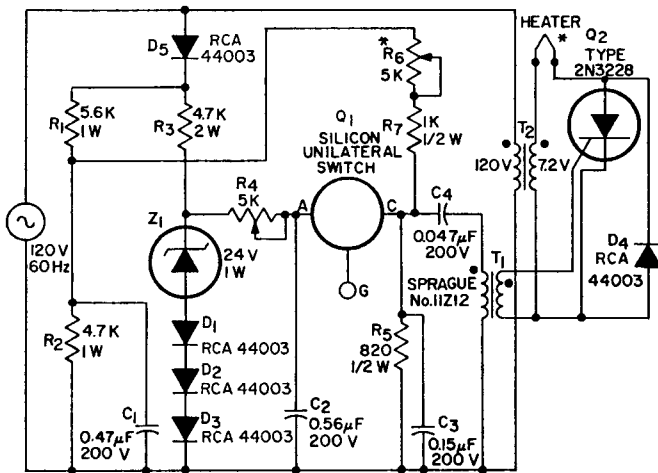 HEATER
*
Q2
TYPE
2N3228
D5
RCA
44003
*
R6
5K
R1
5.6K
1W
R3
4.7K
2W
Q1
SILICON
UNILATERAL
SWITCH
R7
1K
1/2 W
T2
120V
7.2V
R4
5K
A
C
C4
0.047µF
200V
120V
60Hz
Z1
24V
1W
G
T1
SPRAGUE
No.11Z12
D4
RCA
44003
R2
4.7K
1W
D1
RCA 44003
D2
RCA 44003
D3
RCA 44003
R5
820
1/2 W
C1
0.47µF
200V
C2
0.56µF
200V
C3
0.15µF
200V